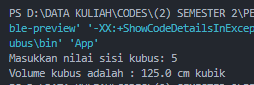 PS D:\DATA KULIAH\CODES\(2) SEMESTER 2\PE
ble-preview' '-XX:+ShowCodeDetailsInExcep
ubus\bin' 'App'
Masukkan nilai sisi kubus: 5
Volume kubus adalah : 125.0 cm kubik